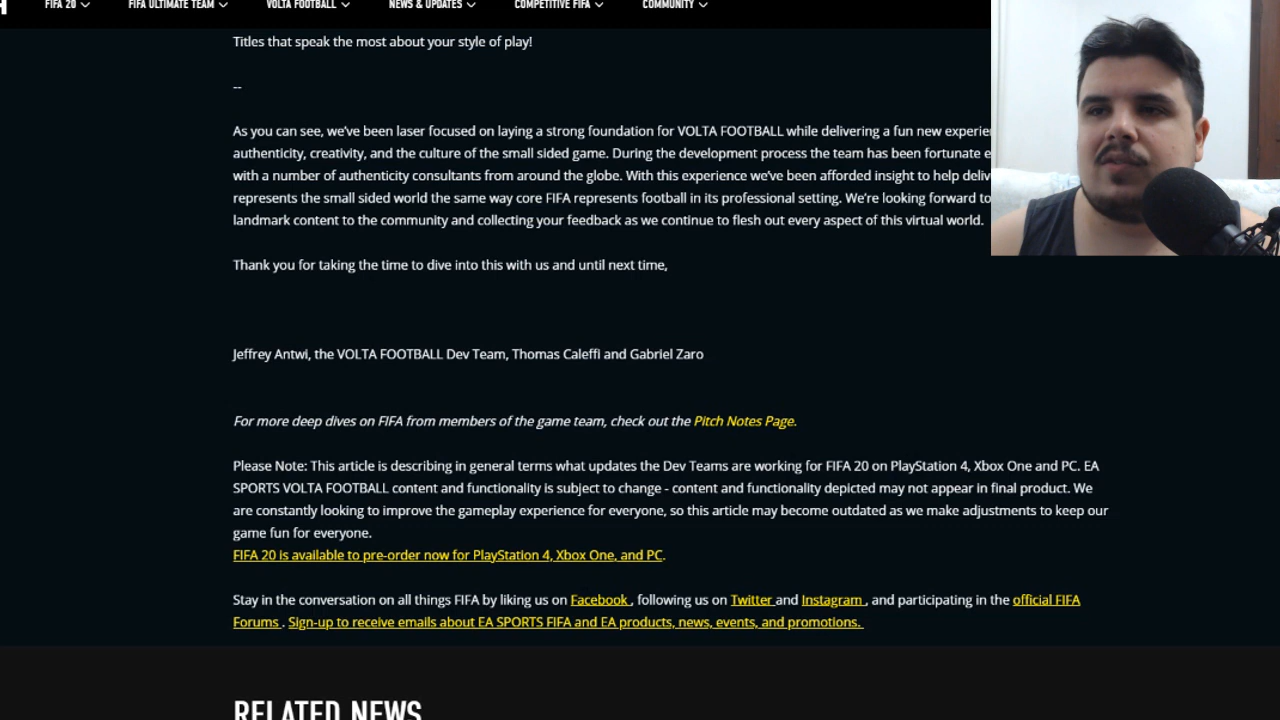 FIFA 20 FIFA ULTIMATE TEAM VOLTA FOOTBALL NEWS & UPDATES COMPETITIVE FIFA COMMUNITY
Titles that speak the most about your style of play!
--
As you can see, we've been laser focused on laying a strong foundation for VOLTA FOOTBALL while delivering a fun new
authenticity, creativity, and the culture of the small sided game. During the development process the team has been fortunate
with a number of authenticity consultants from around the globe. With this experience we've been afforded insight to help
represents the small sided world the same way core FIFA represents football in its professional setting. We're looking forward to
landmark content to the community and collecting your feedback as we continue to flesh out every aspect of this virtual world.
Thank you for taking the time to dive into this with us and until next time,
Jeffrey Antwi, the VOLTA FOOTBALL Dev Team, Thomas Caleffi and Gabriel Zaro
For more deep dives on FIFA from members of the game team, check out the Pitch Notes Page.
Please Note: This article is describing in general terms what updates the Dev Teams are working for FIFA 20 on PlayStation 4, Xbox One and PC. EA
SPORTS VOLTA FOOTBALL content and functionality is subject to change - content and functionality depicted may not appear in final product. We
are constantly looking to improve the gameplay experience for everyone, so this article may become outdated as we make adjustments to keep our
game fun for everyone.
FIFA 20 is available to pre-order now for PlayStation 4, Xbox One, and PC.
Stay in the conversation on all things FIFA by liking us on Facebook , following us on Twitter and Instagram , and participating in the official FIFA
Forums . Sign-up to receive emails about EA SPORTS FIFA and EA products, news, events, and promotions.
RELATED NEWS